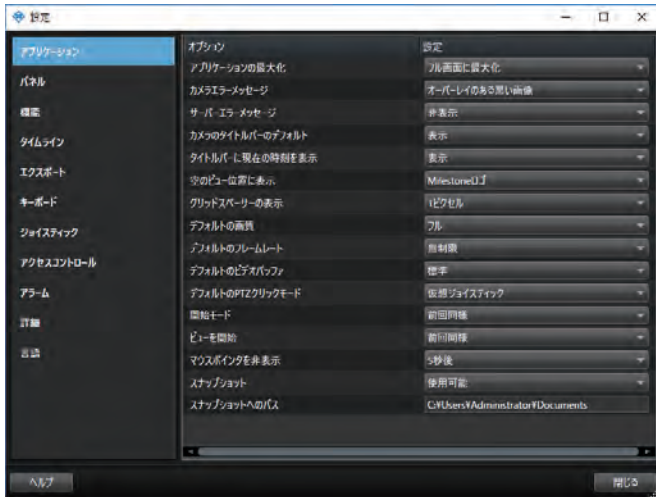 設定
アプリケーション
パネル
機能
タイムライン
エクスポート
キーボード
ジョイスティック
アクセスコントロール
アラーム
詳細
言語
オプション 設定
アプリケーションの最大化 フル画面に最大化
カメラエラーメッセージ オーバーレイのある黒い画像
サーバーエラーメッセージ 非表示
カメラのタイトルバーのデフォルト 表示
タイトルバーに現在の時刻を表示 表示
空のビュー位置に表示 Milestoneロゴ
グリッドスペーサーの表示 1ピクセル
デフォルトの画質 フル
デフォルトのフレームレート 無制限
デフォルトのビデオバッファ 標準
デフォルトのPTZクリックモード 仮想ジョイスティック
開始モード 前回同様
ビューを開始 前回同様
マウスポインタを非表示 5秒後
スナップショット 使用可能
スナップショットへのパス C:¥Users¥Administrator¥Documents
ヘルプ 閉じる